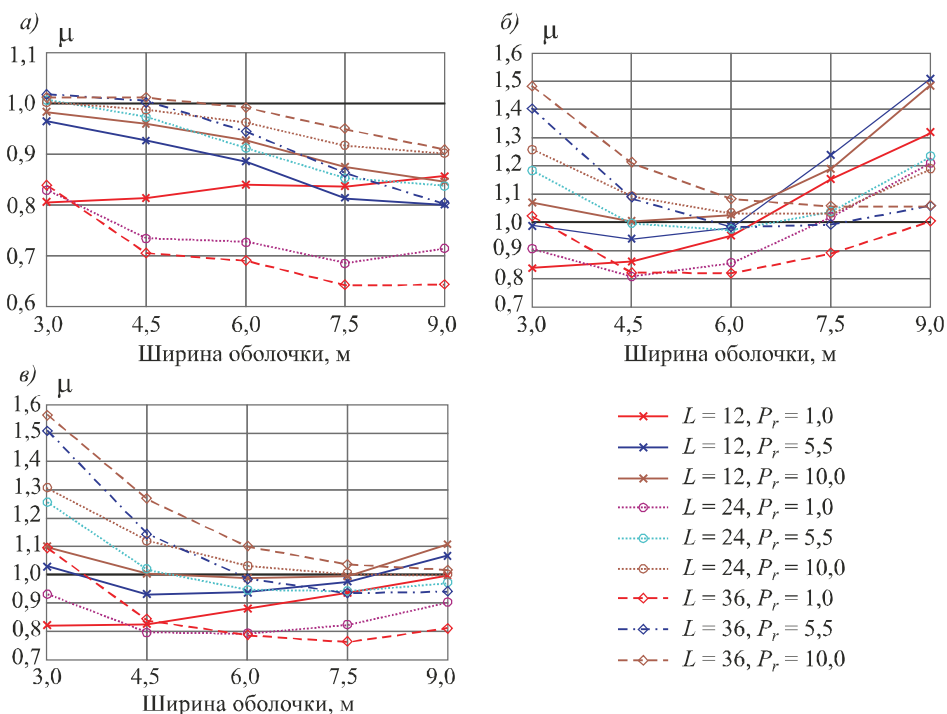 а)
μ
1,1
1,0
0,9
0,8
0,7
0,6
3,0 4,5 6,0 7,5 9,0
Ширина оболочки, м
б)
μ
1,6
1,5
1,4
1,3
1,2
1,1
1,0
0,9
0,8
0,7
3,0 4,5 6,0 7,5 9,0
Ширина оболочки, м
в)
μ
1,6
1,5
1,4
1,3
1,2
1,1
1,0
0,9
0,8
0,7
3,0 4,5 6,0 7,5 9,0
Ширина оболочки, м
L = 12, Pr = 1,0
L = 12, Pr = 5,5
L = 12, Pr = 10,0
L = 24, Pr = 1,0
L = 24, Pr = 5,5
L = 24, Pr = 10,0
L = 36, Pr = 1,0
L = 36, Pr = 5,5
L = 36, Pr = 10,0